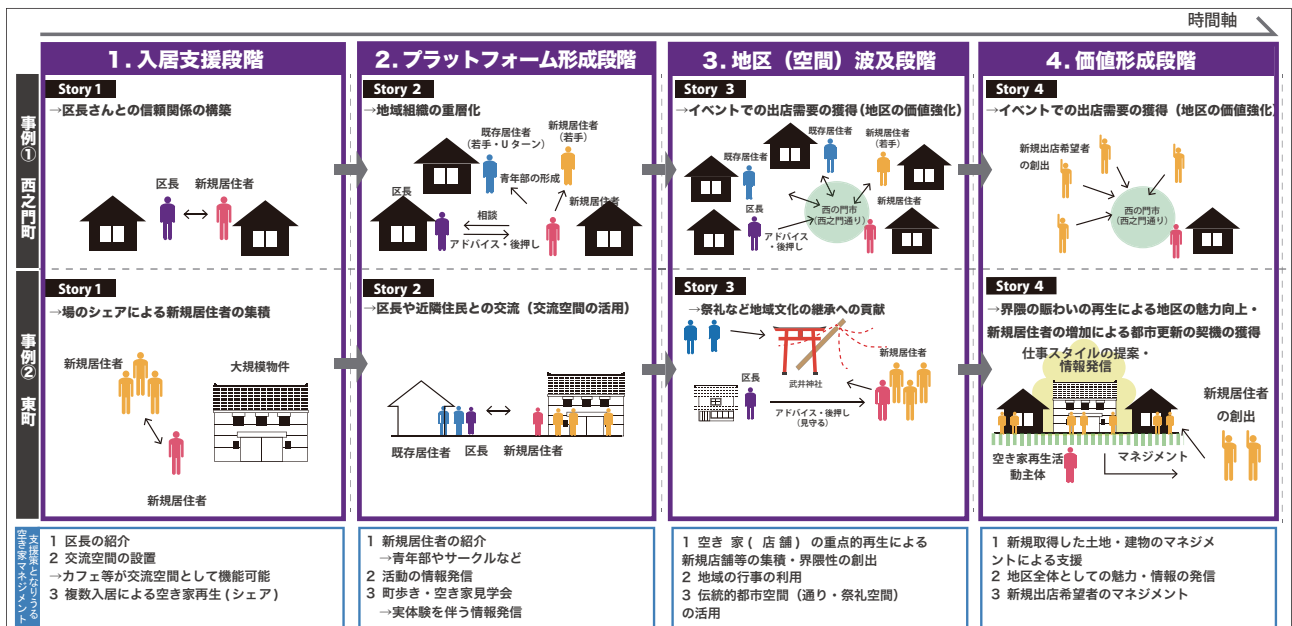 時間軸
1. 入居支援段階
2. プラットフォーム形成段階
3. 地区（空間）波及段階
4. 価値形成段階
事例① 西之門町
Story 1
→区長さんとの信頼関係の構築
区長
新規居住者
Story 2
→地域組織の重層化
既存居住者
(若手・Uターン)
新規居住者
(若手)
青年部の形成
区長
新規居住者
相談
アドバイス・後押し
Story 3
→イベントでの出店需要の獲得(地区の価値強化)
既存居住者
新規居住者
(若手)
既存居住者
区長
西の門市
(西之門通り)
新規居住者
アドバイス
・後押し
Story 4
→イベントでの出店需要の獲得（地区の価値強化)
新規出店希望者
の創出
西の門市
(西之門通り)
事例② 東町
Story 1
→場のシェアによる新規居住者の集積
新規居住者
大規模物件
新規居住者
Story 2
→区長や近隣住民との交流（交流空間の活用）
既存居住者
区長
新規居住者
Story 3
→祭礼など地域文化の継承への貢献
新規居住者
区長
武井神社
アドバイス・後押し
(見守る)
Story 4
→界隈の賑わいの再生による地区の魅力向上・
新規居住者の増加による都市更新の契機の獲得
仕事スタイルの提案・
情報発信
新規居住者
の創出
空き家再生活
動主体
マネジメント
支援策となりうる
空き家マネジメント
1 区長の紹介
2 交流空間の設置
→カフェ等が交流空間として機能可能
3 複数入居による空き家再生(シェア)
1 新規居住者の紹介
→青年部やサークルなど
2 活動の情報発信
3 町歩き・空き家見学会
→実体験を伴う情報発信
1 空き 家( 店舗) の重点的再生による
新規店舗等の集積・界隈性の創出
2 地域の行事の利用
3 伝統的都市空間（通り・祭礼空間）
の活用
1 新規取得した土地・建物のマネジメ
ントによる支援
2 地区全体としての魅力・情報の発信
3 新規出店希望者のマネジメント